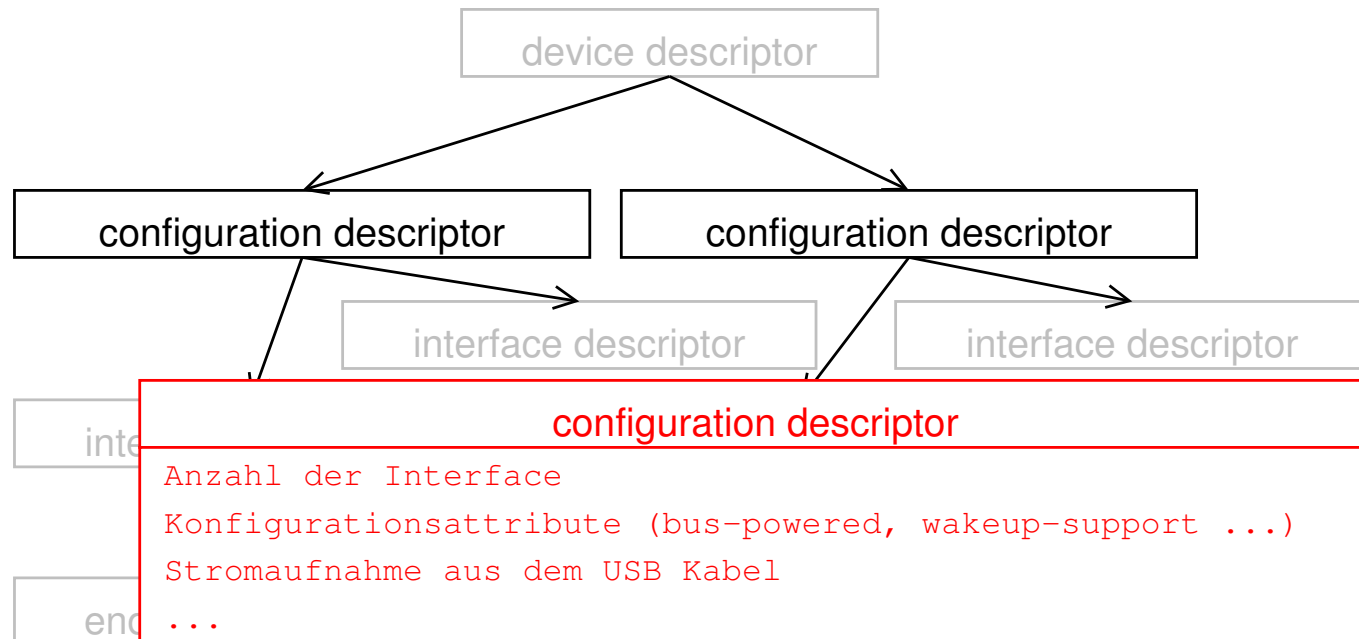 device descriptor
configuration descriptor
configuration descriptor
interface descriptor
interface descriptor
configuration descriptor
Anzahl der Interface
Konfigurationsattribute (bus-powered, wakeup-support ...)
Stromaufnahme aus dem USB Kabel
...